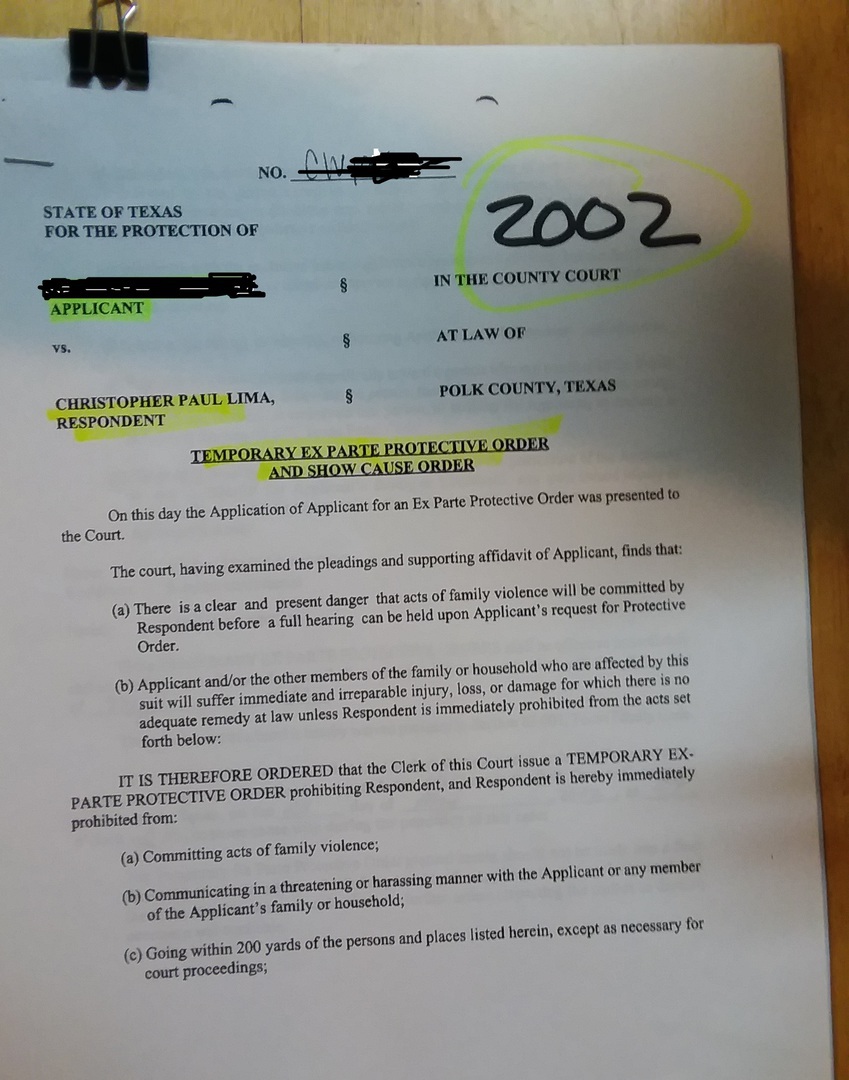 NO. CW
2002
STATE OF TEXAS
FOR THE PROTECTION OF
§ IN THE COUNTY COURT
APPLICANT
vs. § AT LAW OF
CHRISTOPHER PAUL LIMA, § POLK COUNTY, TEXAS
RESPONDENT
TEMPORARY EX PARTE PROTECTIVE ORDER
AND SHOW CAUSE ORDER
On this day the Application of Applicant for an Ex Parte Protective Order was presented to
the Court.
The court, having examined the pleadings and supporting affidavit of Applicant, finds that:
(a) There is a clear and present danger that acts of family violence will be committed by
Respondent before a full hearing can be held upon Applicant's request for Protective
Order.
(b) Applicant and/or the other members of the family or household who are affected by this
suit will suffer immediate and irreparable injury, loss, or damage for which there is no
adequate remedy at law unless Respondent is immediately prohibited from the acts set
forth below:
IT IS THEREFORE ORDERED that the Clerk of this Court issue a TEMPORARY EX-
PARTE PROTECTIVE ORDER prohibiting Respondent, and Respondent is hereby immediately
prohibited from:
(a) Committing acts of family violence;
(b) Communicating in a threatening or harassing manner with the Applicant or any member
of the Applicant's family or household;
(c) Going within 200 yards of the persons and places listed herein, except as necessary for
court proceedings;